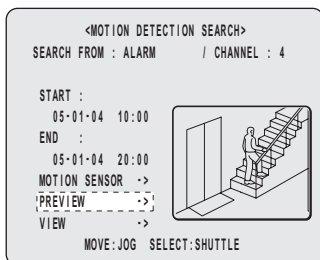 <MOTION DETECTION SEARCH>
SEARCH FROM : ALARM / CHANNEL : 4
START :
05-01-04 10:00
END :
05-01-04 20:00
MOTION SENSOR ->
PREVIEW ->
VIEW ->
MOVE:JOG SELECT:SHUTTLE